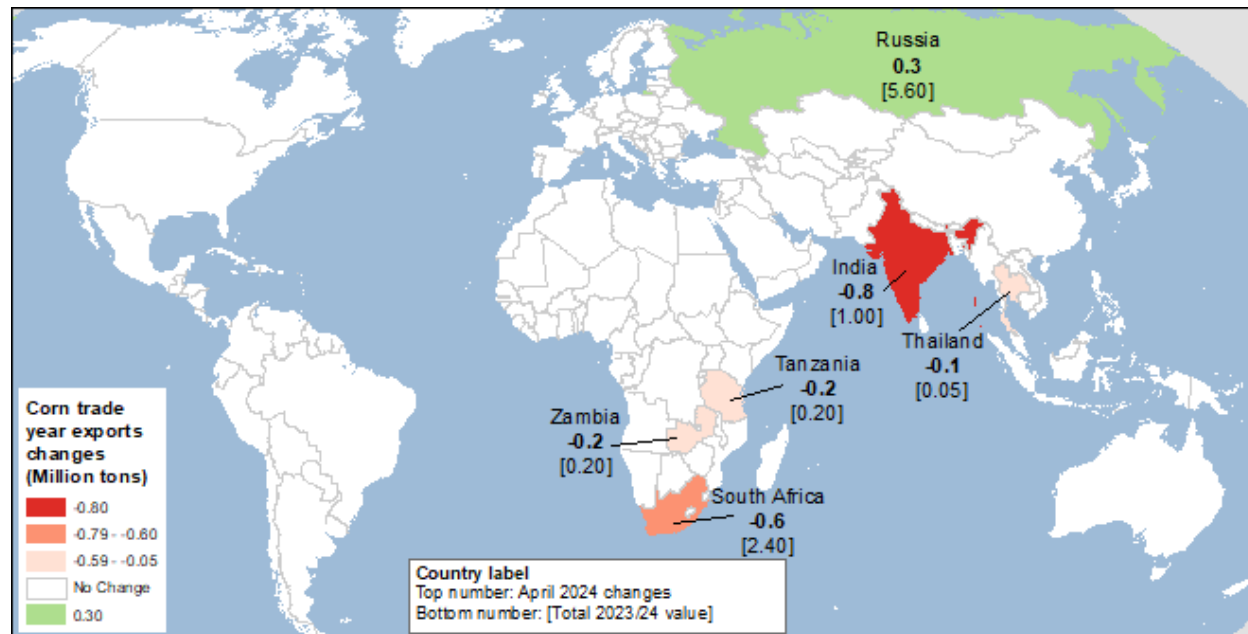 Russia
0.3
[5.60]
India
-0.8
[1.00]
Thailand
-0.1
[0.05]
Tanzania
-0.2
[0.20]
Zambia
-0.2
[0.20]
South Africa
-0.6
[2.40]
Corn trade
year exports
changes
(Million tons)
-0.80
-0.79 - -0.60
-0.59 - -0.05
No Change
0.30
Country label
Top number: April 2024 changes
Bottom number: [Total 2023/24 value]